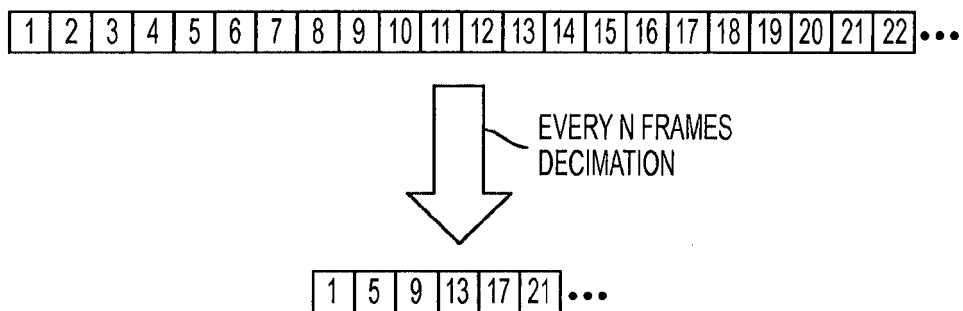 1 2 3 4 5 6 7 8 9 10 11 12 13 14 15 16 17 18 19 20 21 22 •••
EVERY N FRAMES
DECIMATION
1 5 9 13 17 21 •••